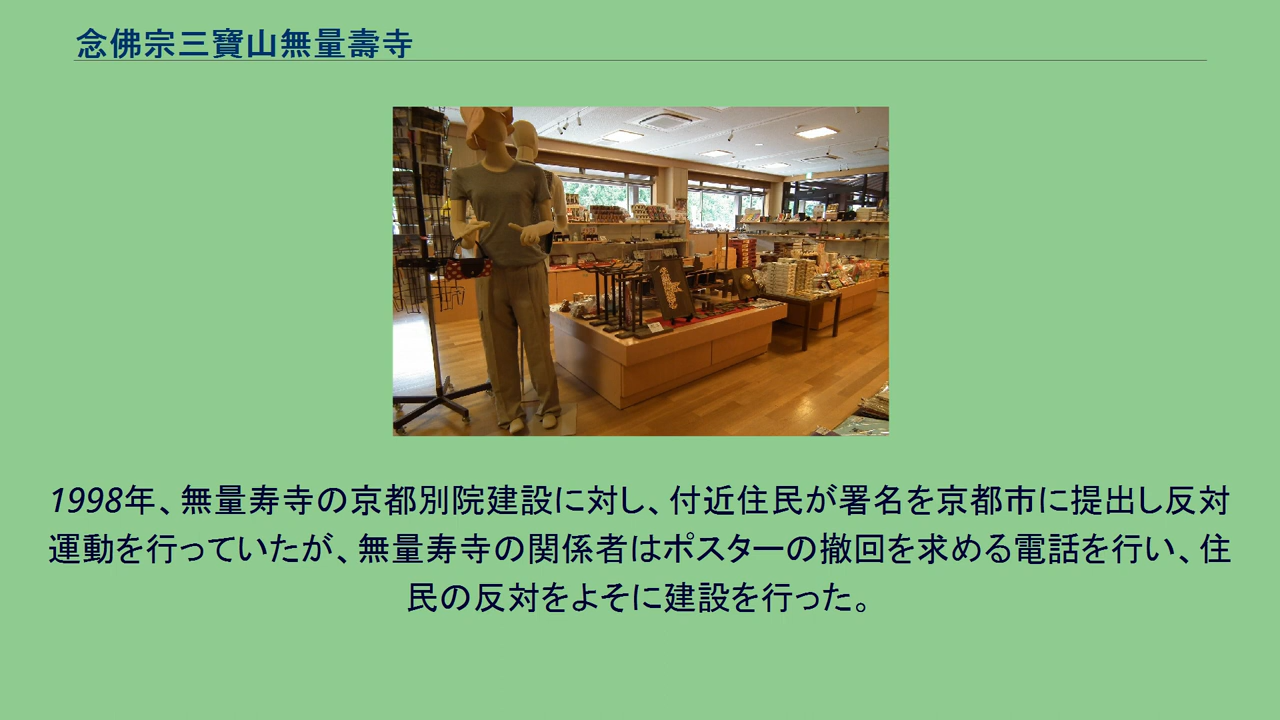 念佛宗三寶山無量壽寺
1998年、無量寿寺の京都別院建設に対し、付近住民が署名を京都市に提出し反対
運動を行っていたが、無量寿寺の関係者はポスターの撤回を求める電話を行い、住
民の反対をよそに建設を行った。